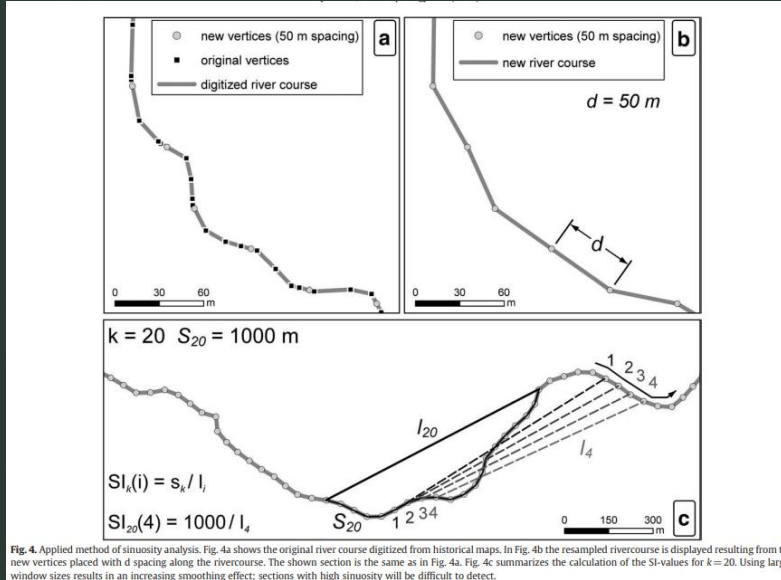 new vertices (50 m spacing)
original vertices
digitized river course
a
0 30 60
m
new vertices (50 m spacing)
new river course
b
d = 50 m
d
0 30 60
m
k = 20 S20 = 1000 m
l20
1 2 3 4
l4
SIk(i) = sk / li
SI20(4) = 1000 / l4
S20
1 2 3 4
0 150 300
m
c
Fig. 4. Applied method of sinuosity analysis. Fig. 4a shows the original river course digitized from historical maps. In Fig. 4b the resampled rivercourse is displayed resulting from
new vertices placed with d spacing along the rivercourse. The shown section is the same as in Fig. 4a. Fig. 4c summarizes the calculation of the SI-values for k = 20. Using
window sizes results in an increasing smoothing effect; sections with high sinuosity will be difficult to detect.